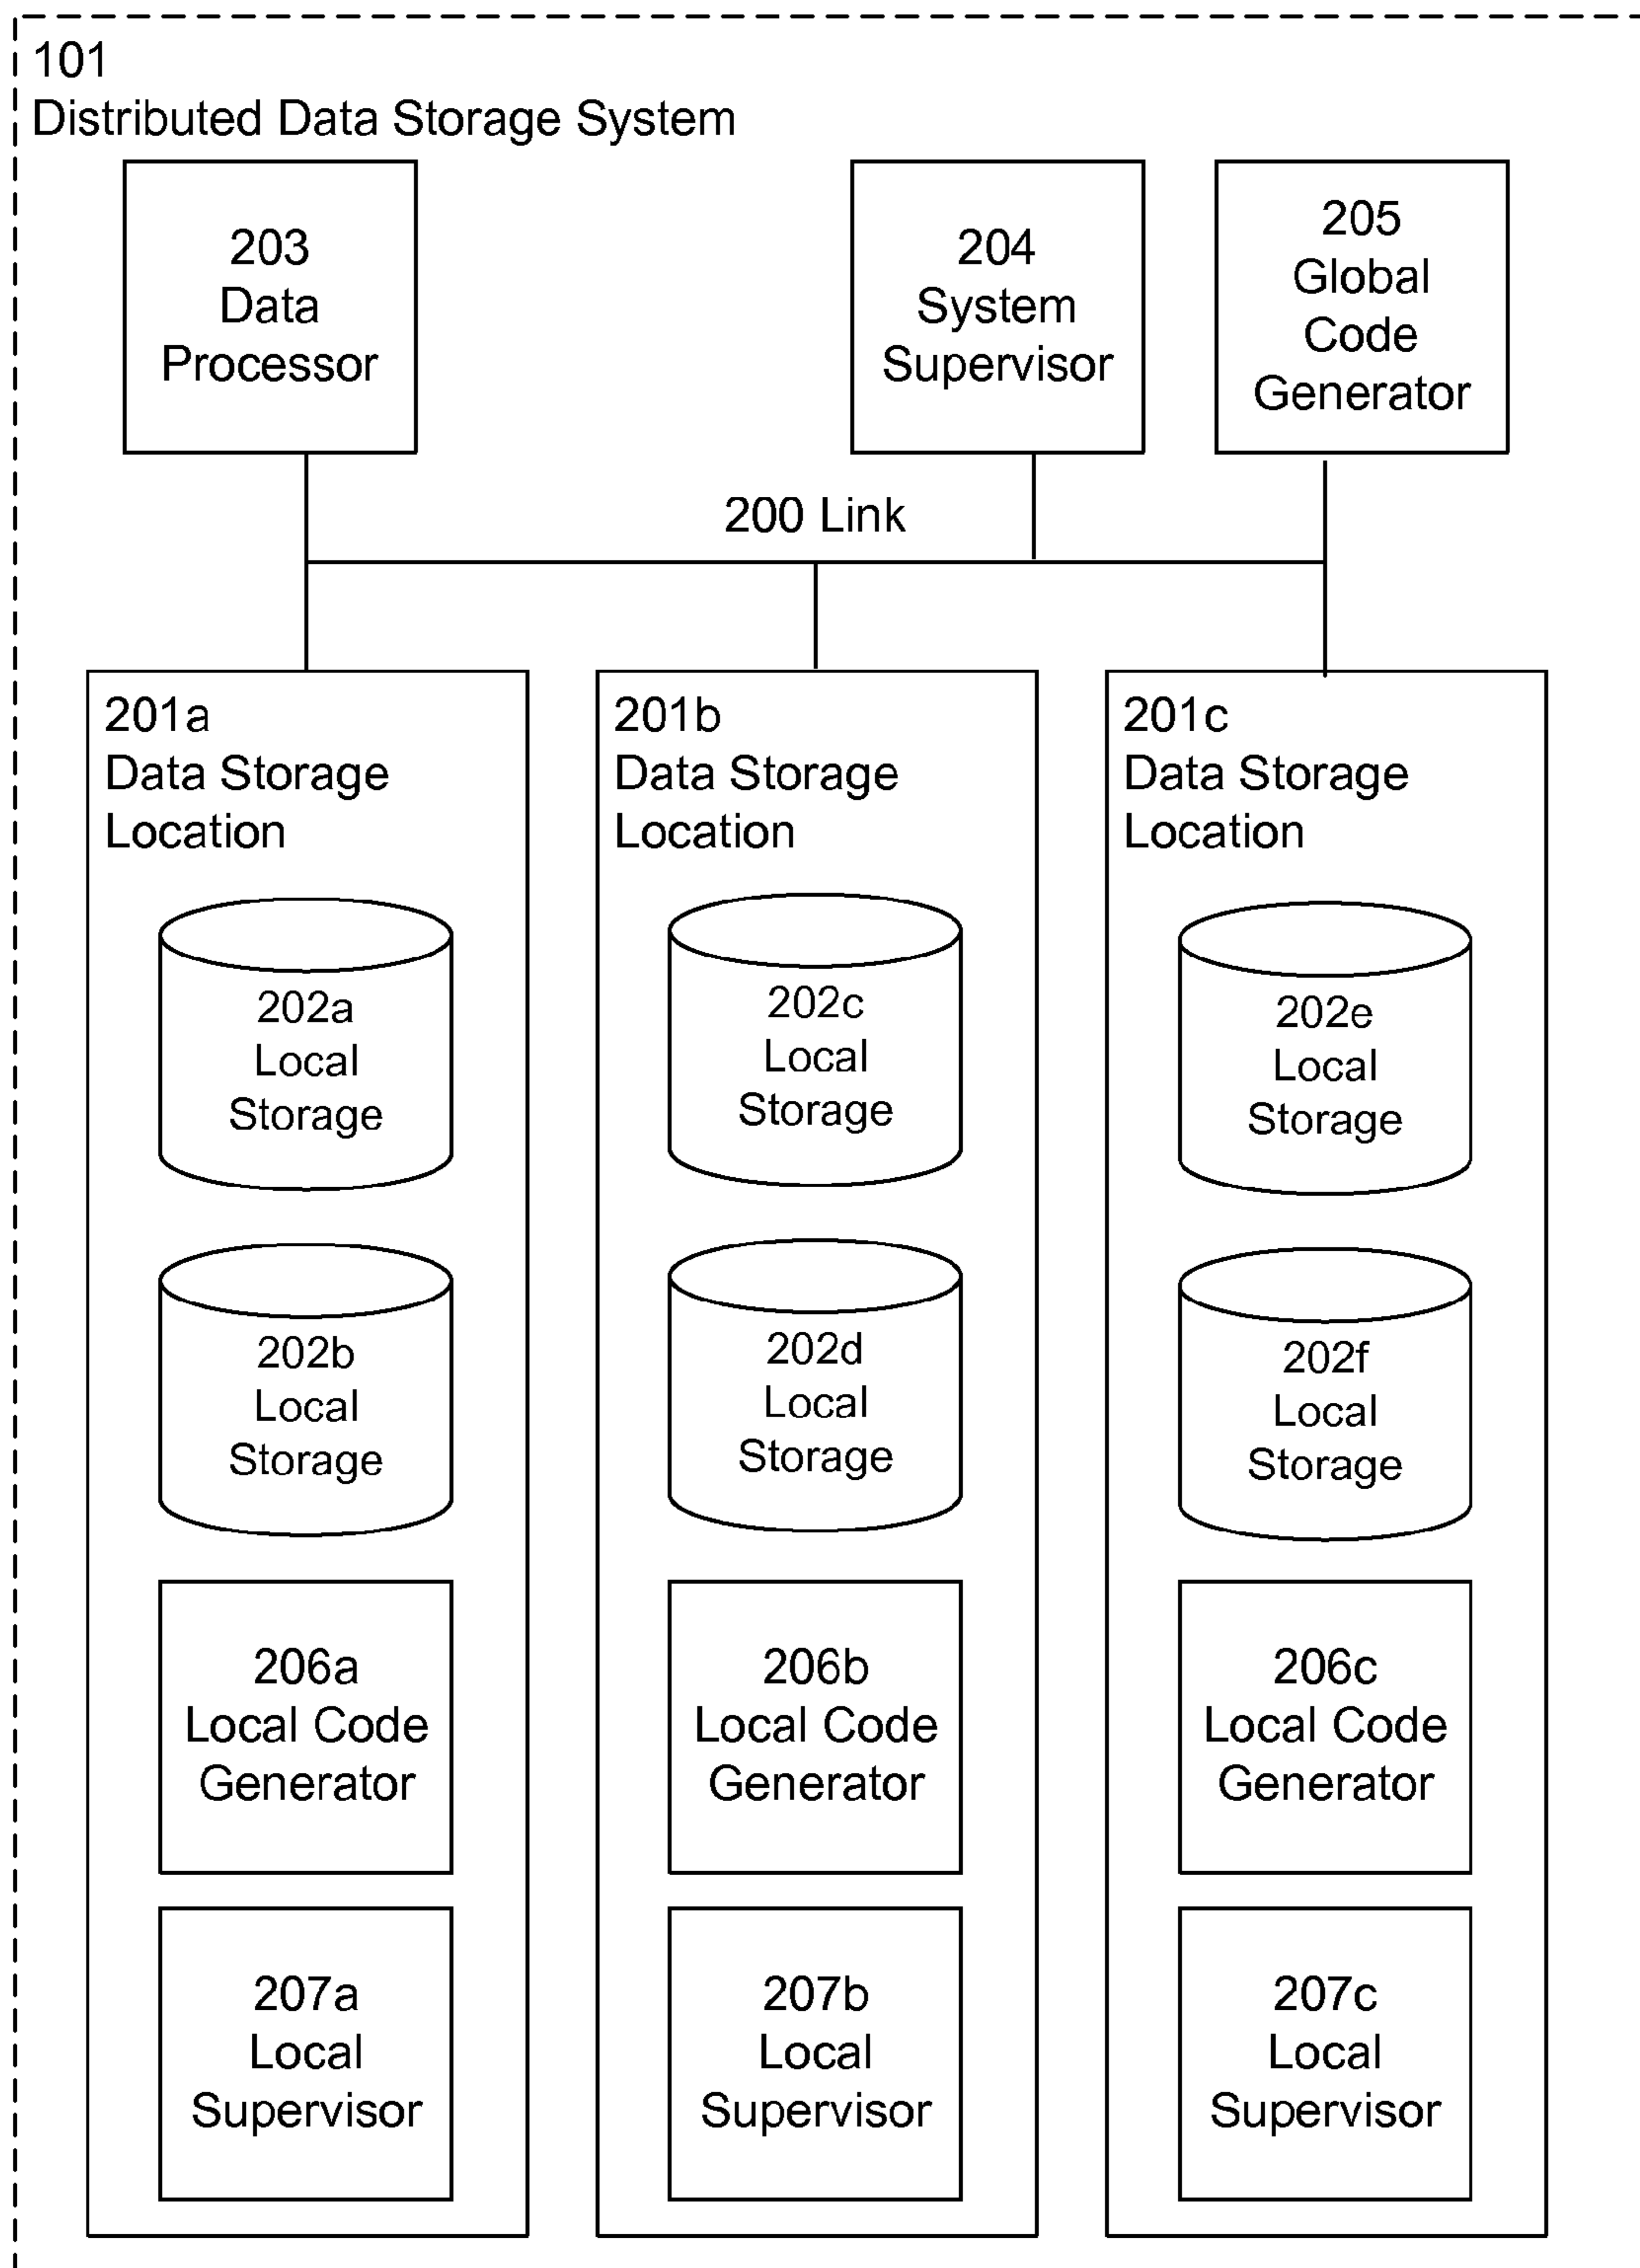 101
Distributed Data Storage System
203
Data
Processor
204
System
Supervisor
205
Global
Code
Generator
200 Link
201a
Data Storage
Location
202a
Local
Storage
202b
Local
Storage
206a
Local Code
Generator
207a
Local
Supervisor
201b
Data Storage
Location
202c
Local
Storage
202d
Local
Storage
206b
Local Code
Generator
207b
Local
Supervisor
201c
Data Storage
Location
202e
Local
Storage
202f
Local
Storage
206c
Local Code
Generator
207c
Local
Supervisor